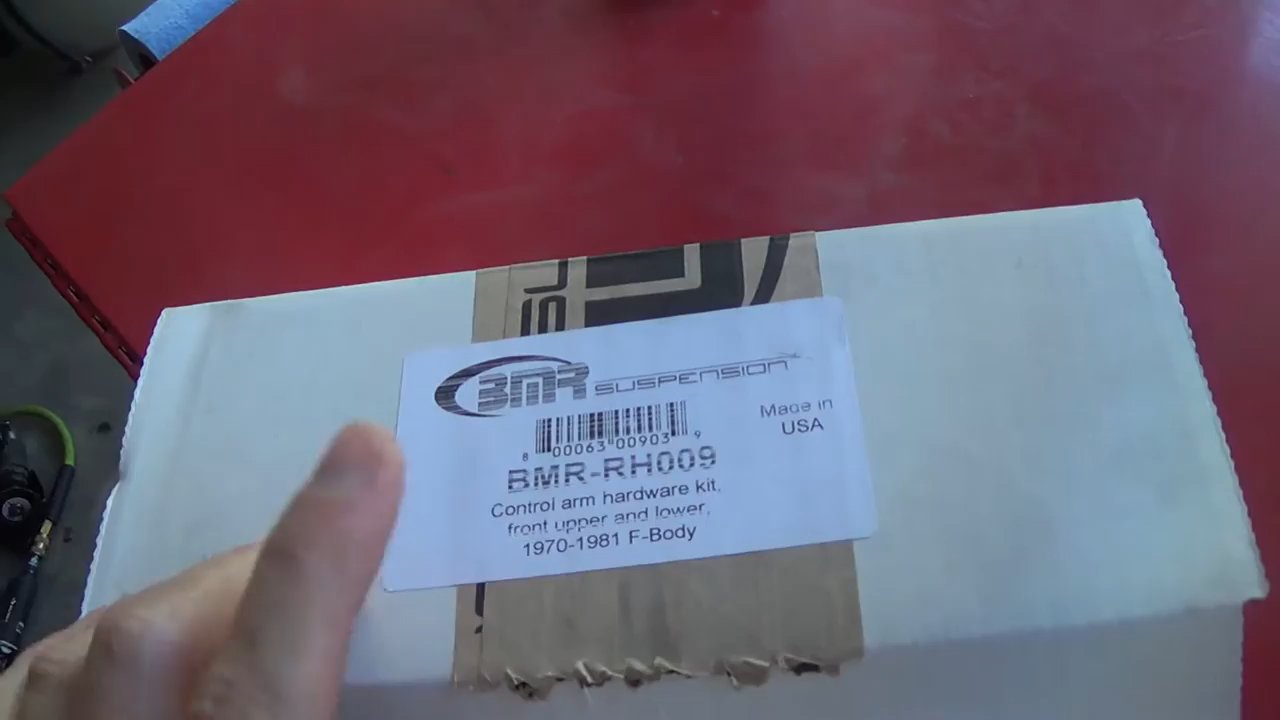 BMR SUSPENSION
Made in
USA
8 00063 00903 9
BMR-RH009
Control arm hardware kit,
front upper and lower,
1970-1981 F-Body